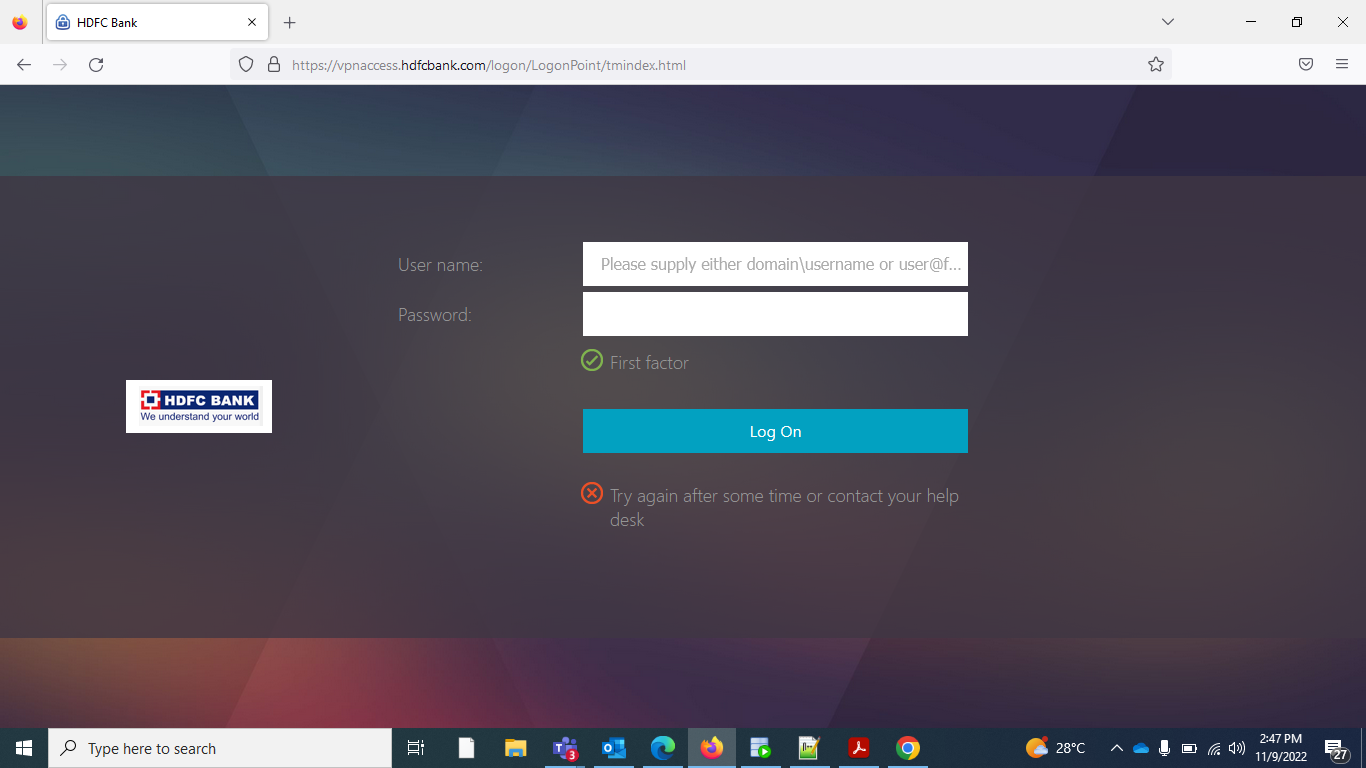 HDFC Bank
https://vpnaccess.hdfcbank.com/logon/LogonPoint/tmindex.html
User name:
Please supply either domain\username or user@f...
Password:
First factor
HDFC BANK
We understand your world
Log On
Try again after some time or contact your help
desk
Type here to search
3
28°C
2:47 PM
11/9/2022
27